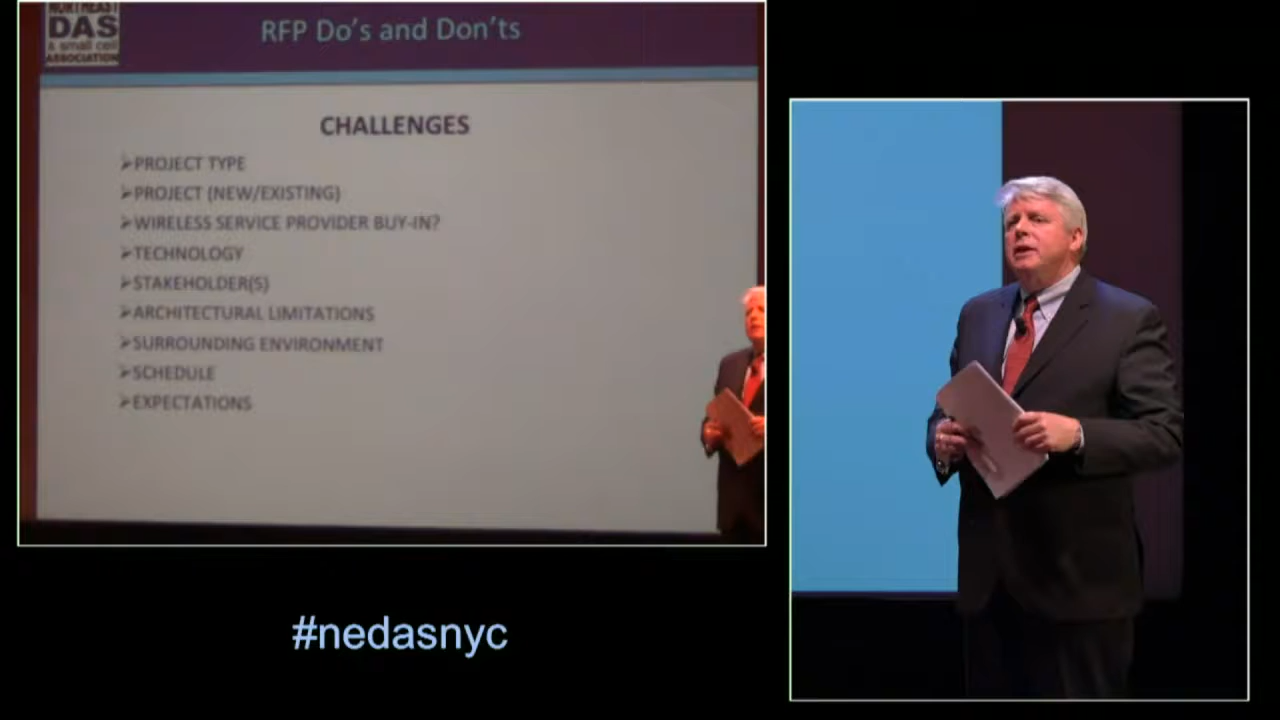 NORTHEAST
DAS
& small cell
ASSOCIATION
RFP Do's and Don'ts
CHALLENGES
➢PROJECT TYPE
➢PROJECT (NEW/EXISTING)
➢WIRELESS SERVICE PROVIDER BUY-IN?
➢TECHNOLOGY
➢STAKEHOLDER(S)
➢ARCHITECTURAL LIMITATIONS
➢SURROUNDING ENVIRONMENT
➢SCHEDULE
➢EXPECTATIONS
#nedasnyc